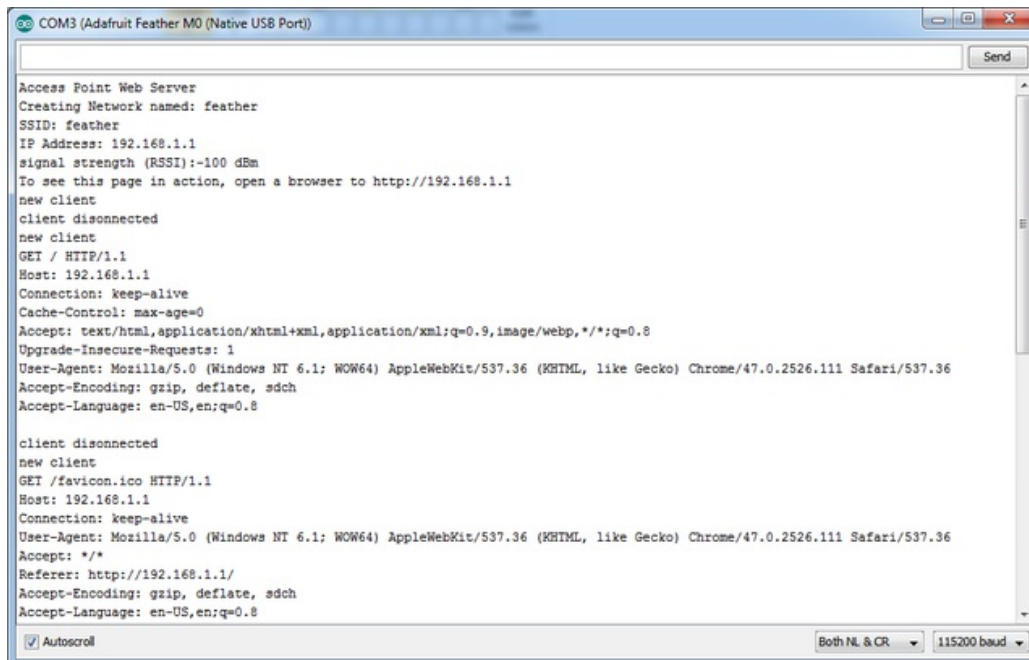 COM3 (Adafruit Feather M0 (Native USB Port))
Send
Access Point Web Server
Creating Network named: feather
SSID: feather
IP Address: 192.168.1.1
signal strength (RSSI):-100 dBm
To see this page in action, open a browser to http://192.168.1.1
new client
client disonnected
new client
GET / HTTP/1.1
Host: 192.168.1.1
Connection: keep-alive
Cache-Control: max-age=0
Accept: text/html,application/xhtml+xml,application/xml;q=0.9,image/webp,*/*;q=0.8
Upgrade-Insecure-Requests: 1
User-Agent: Mozilla/5.0 (Windows NT 6.1; WOW64) AppleWebKit/537.36 (KHTML, like Gecko) Chrome/47.0.2526.111 Safari/537.36
Accept-Encoding: gzip, deflate, sdch
Accept-Language: en-US,en;q=0.8
client disonnected
new client
GET /favicon.ico HTTP/1.1
Host: 192.168.1.1
Connection: keep-alive
User-Agent: Mozilla/5.0 (Windows NT 6.1; WOW64) AppleWebKit/537.36 (KHTML, like Gecko) Chrome/47.0.2526.111 Safari/537.36
Accept: */*
Referer: http://192.168.1.1/
Accept-Encoding: gzip, deflate, sdch
Accept-Language: en-US,en;q=0.8
Autoscroll
Both NL & CR
115200 baud